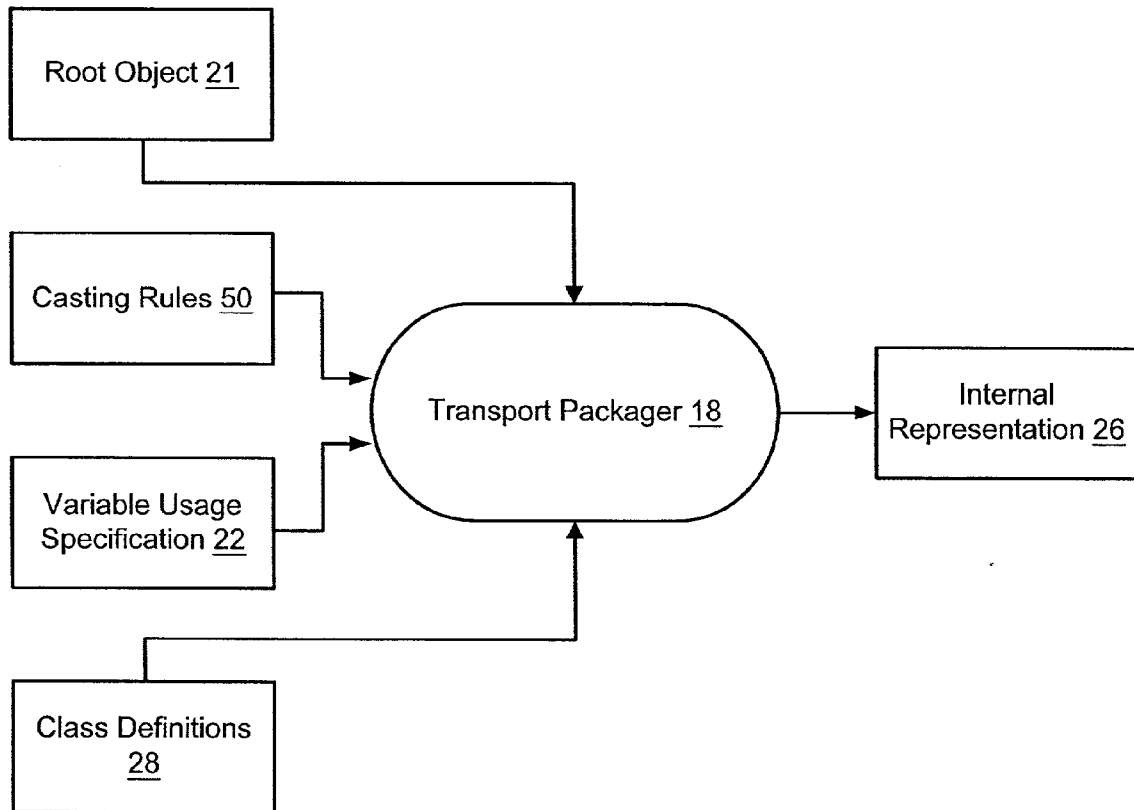 Root Object 21
Casting Rules 50
Variable Usage
Specification 22
Class Definitions
28
Transport Packager 18
Internal
Representation 26